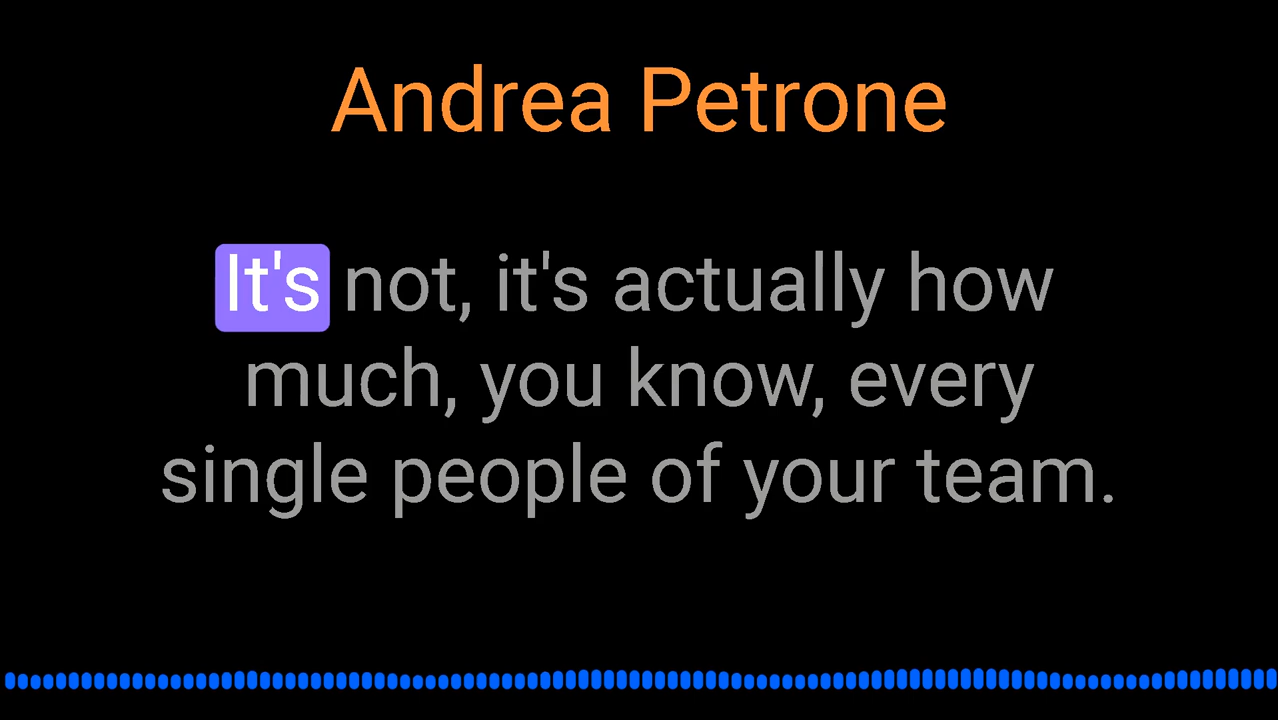 Andrea Petrone
It's not, it's actually how
much, you know, every
single people of your team.